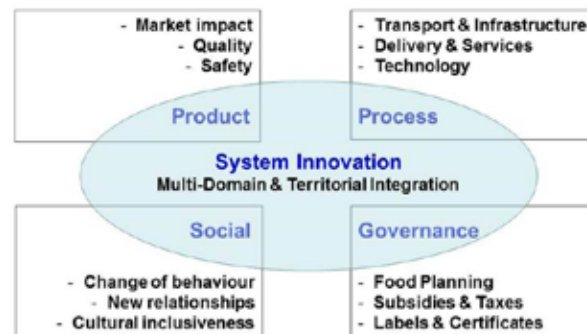 - Market impact
- Quality
- Safety
Product
- Transport & Infrastructure
- Delivery & Services
- Technology
Process
System Innovation
Multi-Domain & Territorial Integration
Social
- Change of behaviour
- New relationships
- Cultural inclusiveness
Governance
- Food Planning
- Subsidies & Taxes
- Labels & Certificates